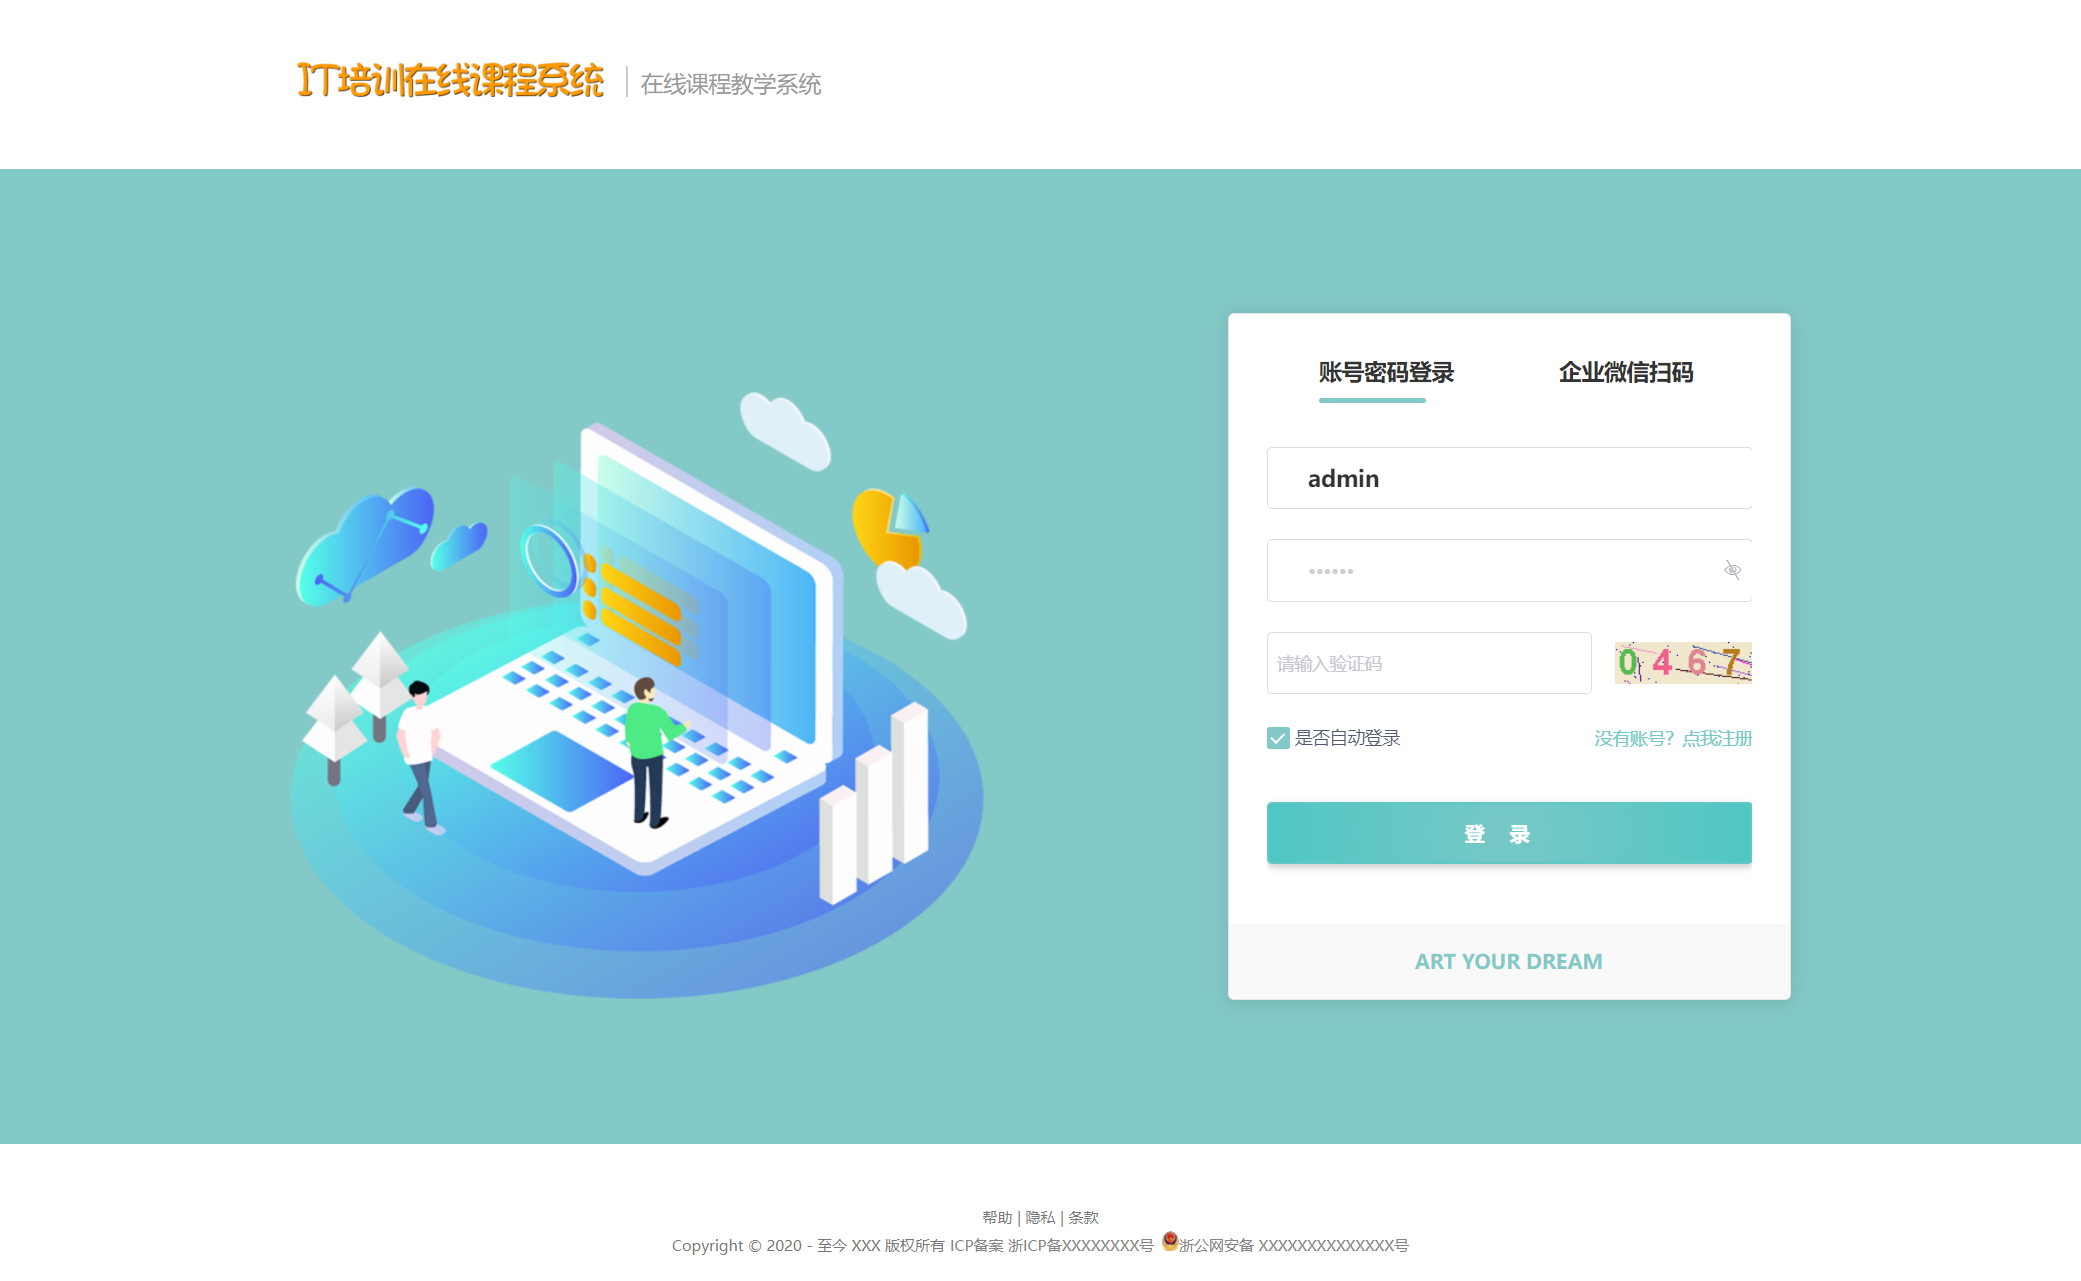 IT培训在线课程系统 在线课程教学系统
账号密码登录 企业微信扫码
admin
••••••
请输入验证码 0 4 6 7
是否自动登录 没有账号？点我注册
登 录
ART YOUR DREAM
帮助 | 隐私 | 条款
Copyright © 2020 - 至今 XXX 版权所有 ICP备案 浙ICP备XXXXXXXX号 浙公网安备 XXXXXXXXXXXXXX号